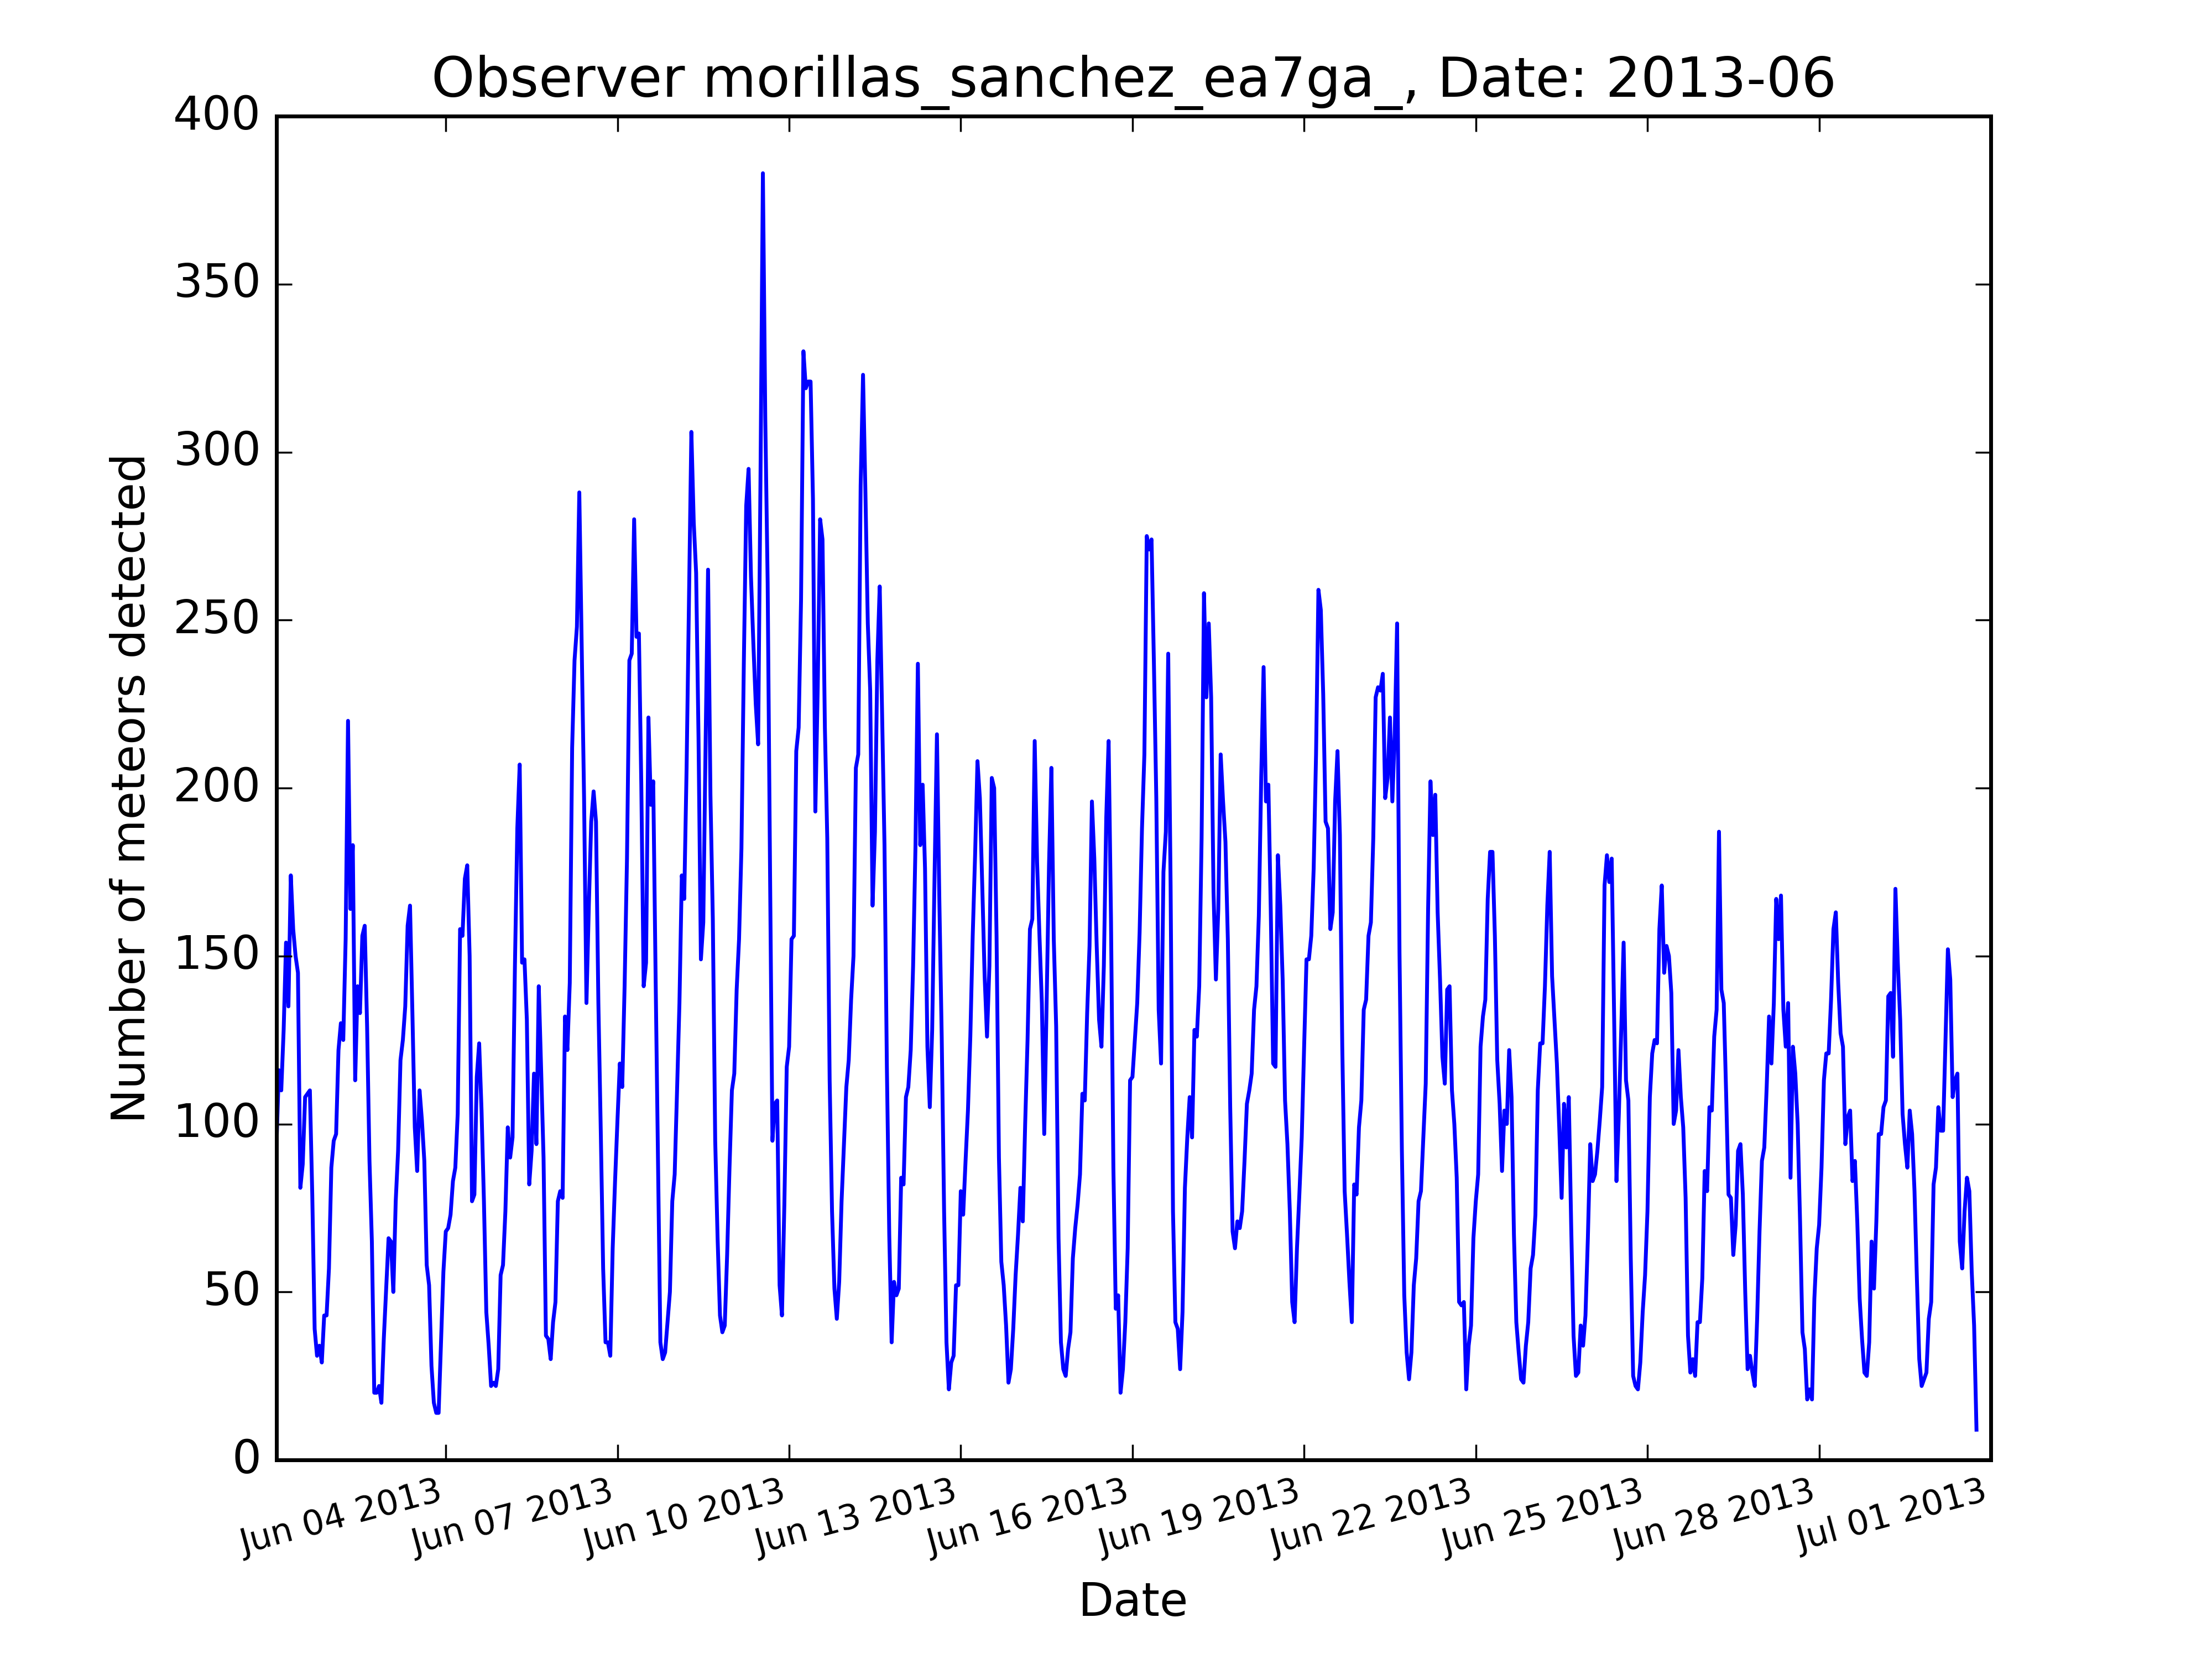 Observer morillas_sanchez_ea7ga_, Date: 2013-06
400
350
300
250
200
150
100
50
0
Number of meteors detected
Jun 04 2013
Jun 07 2013
Jun 10 2013
Jun 13 2013
Jun 16 2013
Jun 19 2013
Jun 22 2013
Jun 25 2013
Jun 28 2013
Jul 01 2013
Date